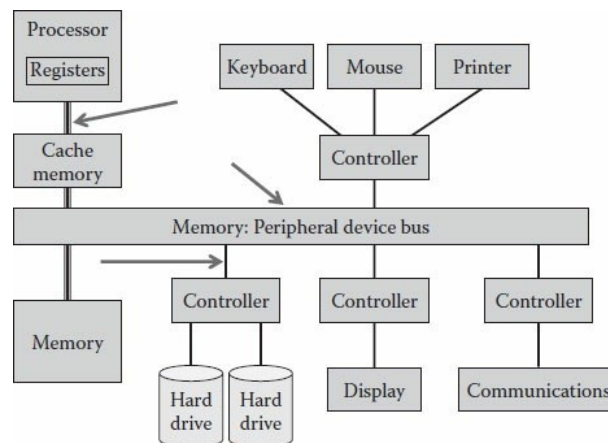 Processor
Registers
Keyboard
Mouse
Printer
Cache
memory
Controller
Memory: Peripheral device bus
Memory
Controller
Controller
Controller
Hard
drive
Hard
drive
Display
Communications